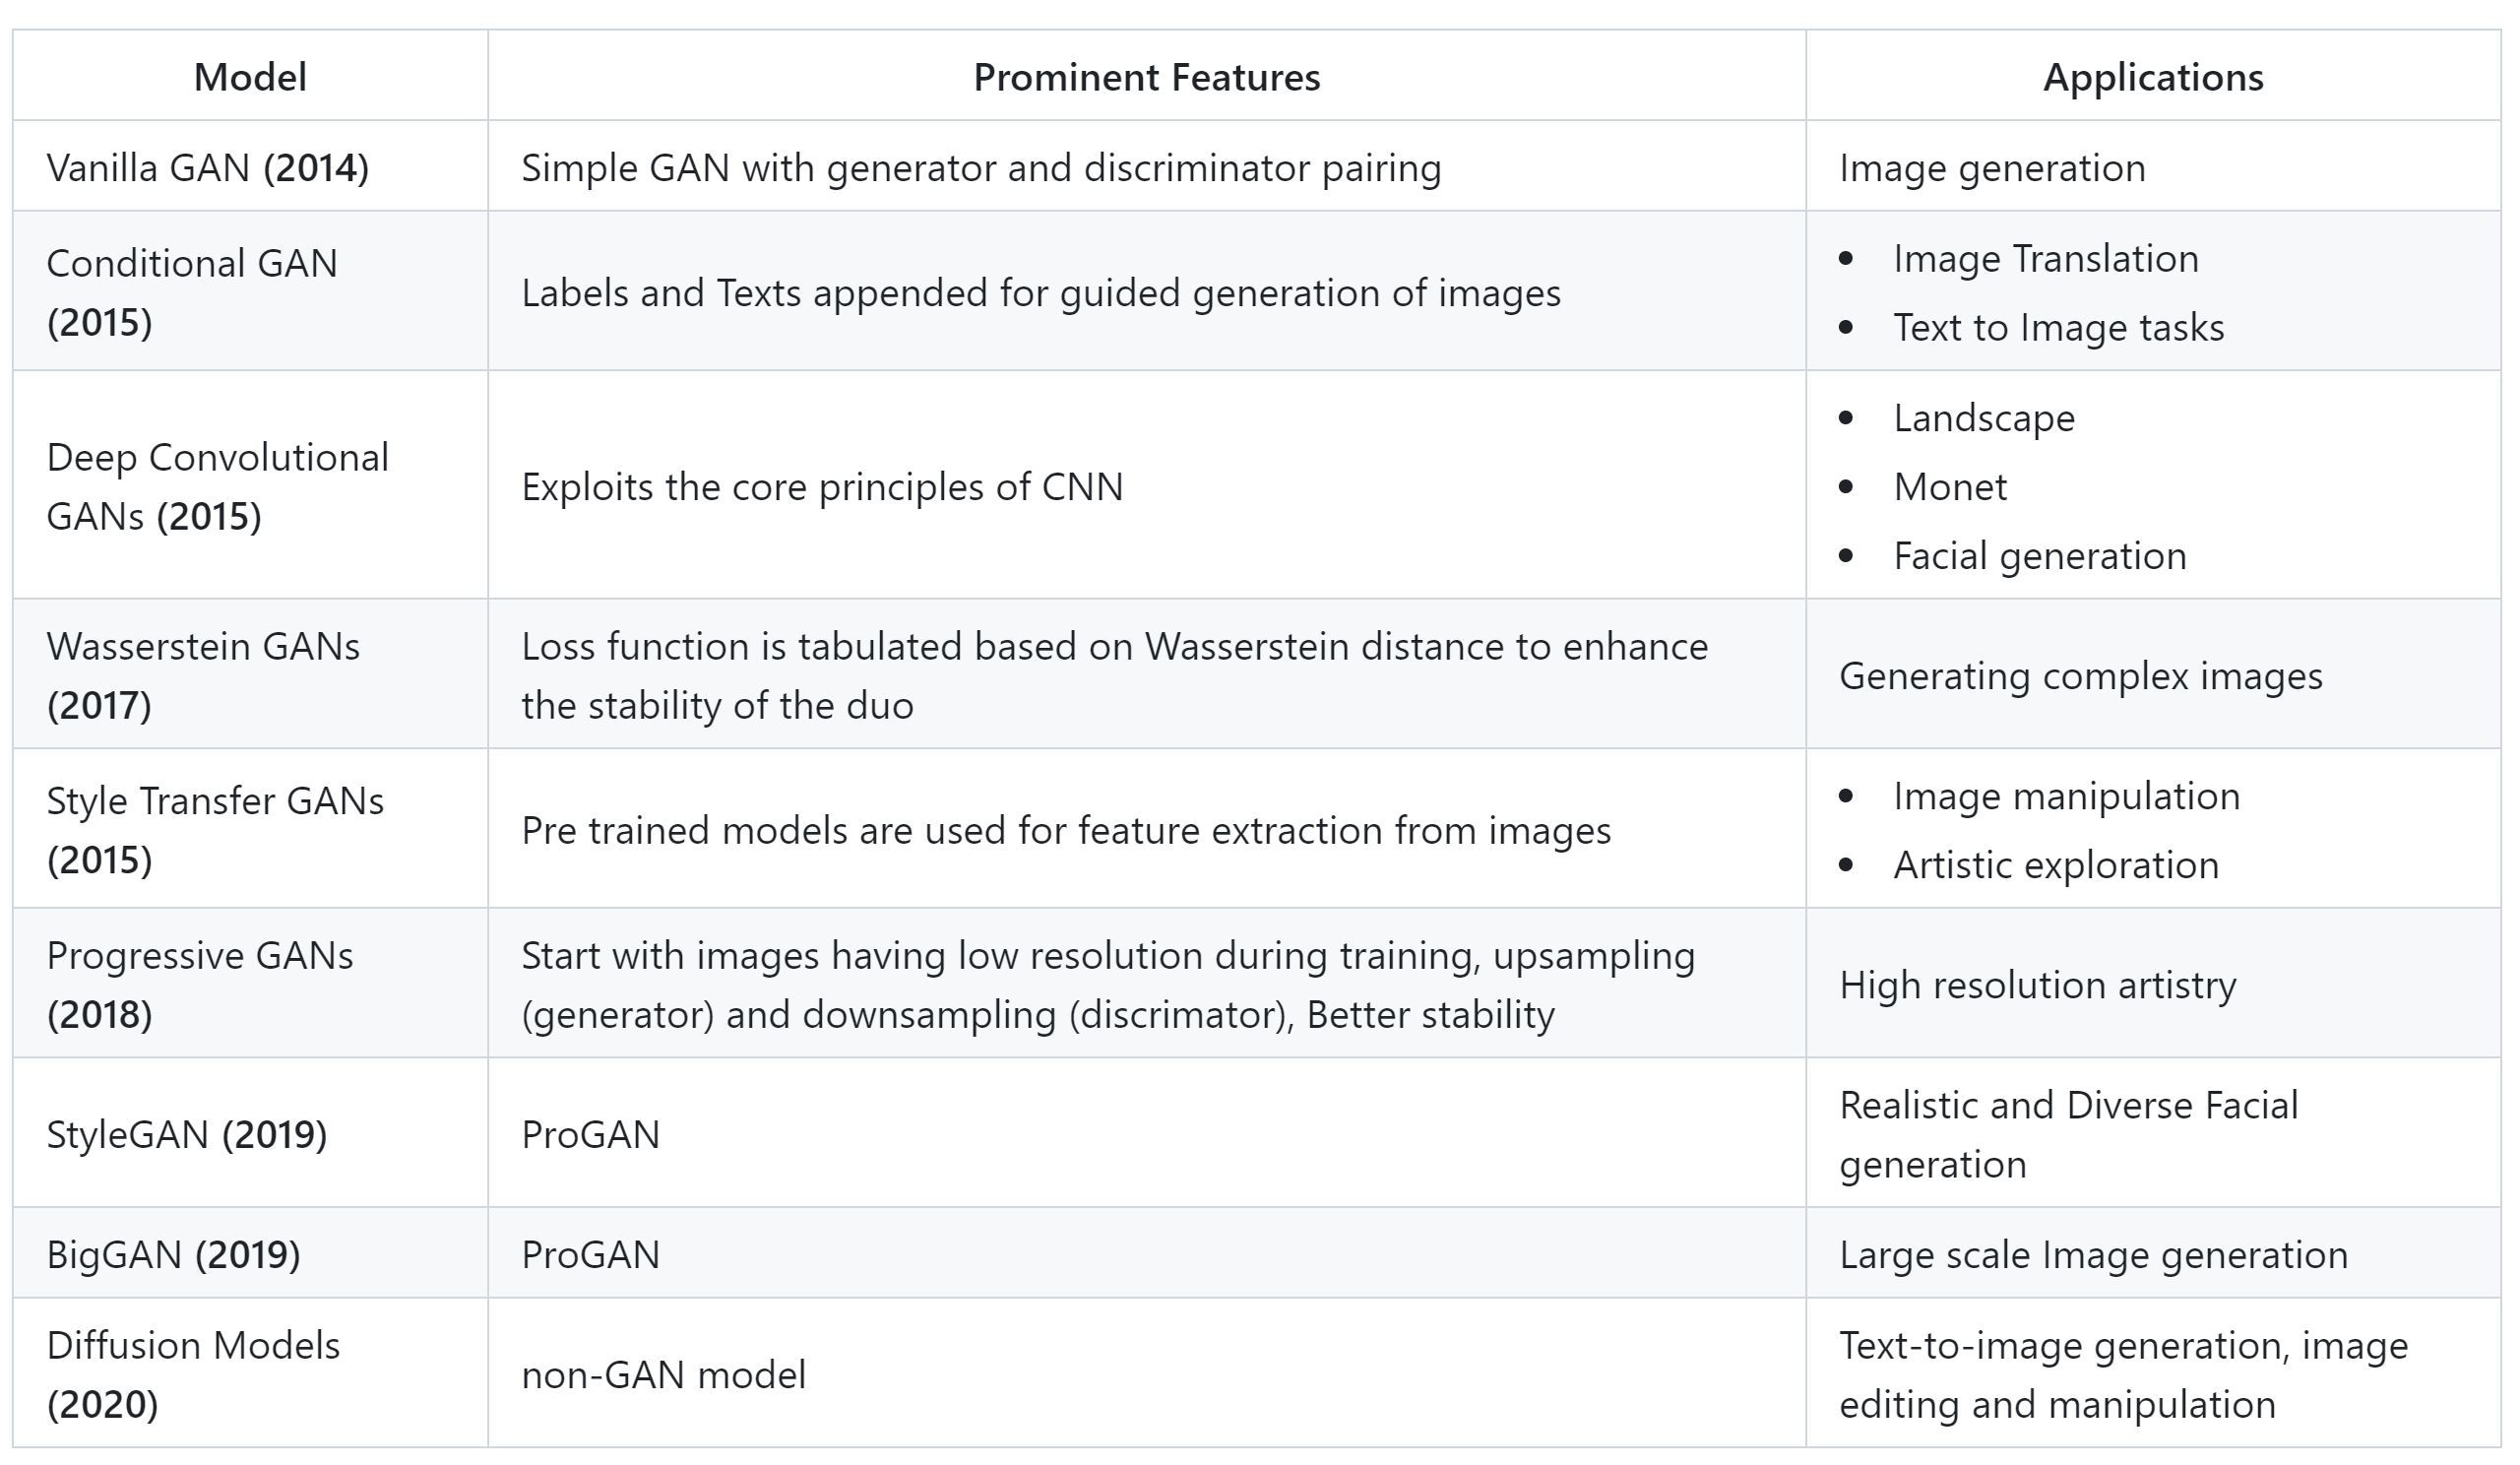 Model Prominent Features Applications
Vanilla GAN (2014) Simple GAN with generator and discriminator pairing Image generation
Conditional GAN
(2015)
Labels and Texts appended for guided generation of images
• Image Translation
• Text to Image tasks
Deep Convolutional
GANs (2015)
Exploits the core principles of CNN
• Landscape
• Monet
• Facial generation
Wasserstein GANs
(2017)
Loss function is tabulated based on Wasserstein distance to enhance
the stability of the duo
Generating complex images
Style Transfer GANs
(2015)
Pre trained models are used for feature extraction from images
• Image manipulation
• Artistic exploration
Progressive GANs
(2018)
Start with images having low resolution during training, upsampling
(generator) and downsampling (discrimator), Better stability
High resolution artistry
StyleGAN (2019)
ProGAN
Realistic and Diverse Facial
generation
BigGAN (2019) ProGAN Large scale Image generation
Diffusion Models
(2020)
non-GAN model
Text-to-image generation, image
editing and manipulation